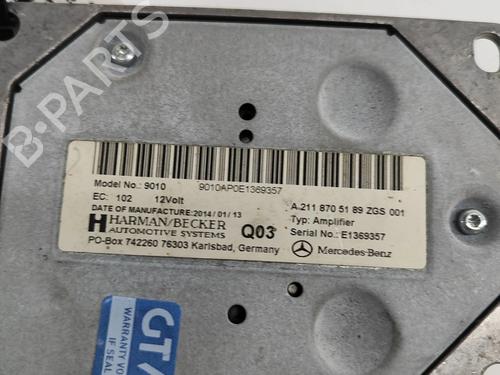 B-PARTS
Model No.: 9010
9010AP0E1369357
A 211 870 51 89 ZGS 001
EC: 102 12Volt
Typ: Amplifier
DATE OF MANUFACTURE: 2014 / 01 / 13
Serial No.: E1369357
H HARMAN/BECKER
AUTOMOTIVE SYSTEMS
Q03
Mercedes-Benz
PO-Box 742260 76303 Karlsbad, Germany
WARRANTY VOID
IF SEAL